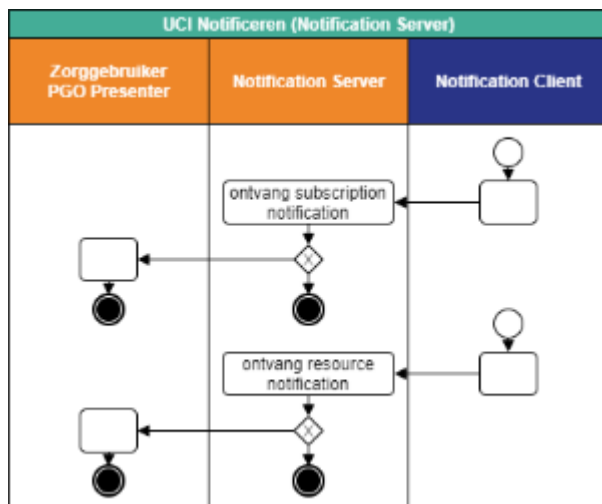 UCI Notificeren (Notification Server)
Zorggebruiker
PGO Presenter
Notification Server
Notification Client
ontvang subscription
notification
X
ontvang resource
notification
X